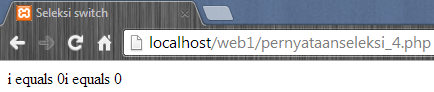 Seleksi switch
localhost/web1/pernyataanseleksi_4.php
i equals 0i equals 0